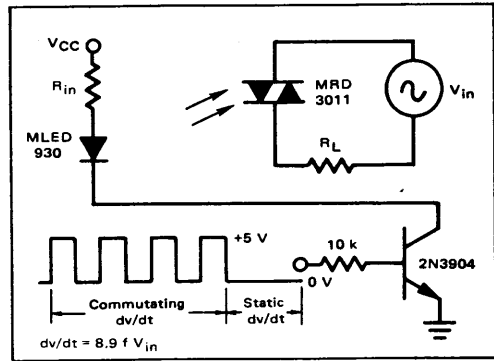 VCC
Rin
MLED
930
MRD
3011
Vin
RL
+5 V
10 k
0 V
2N3904
Commutating
dv/dt
Static
dv/dt
dv/dt = 8.9 f Vin